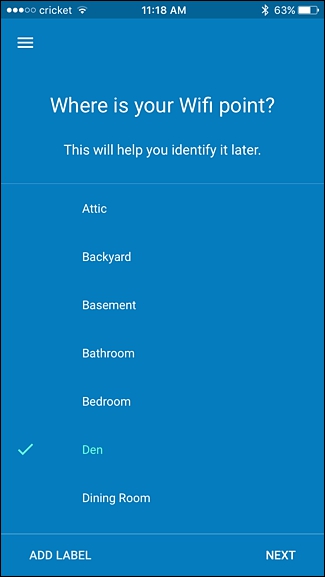 cricket 11:18 AM 63%
Where is your Wifi point?
This will help you identify it later.
Attic
Backyard
Basement
Bathroom
Bedroom
Den
Dining Room
ADD LABEL NEXT